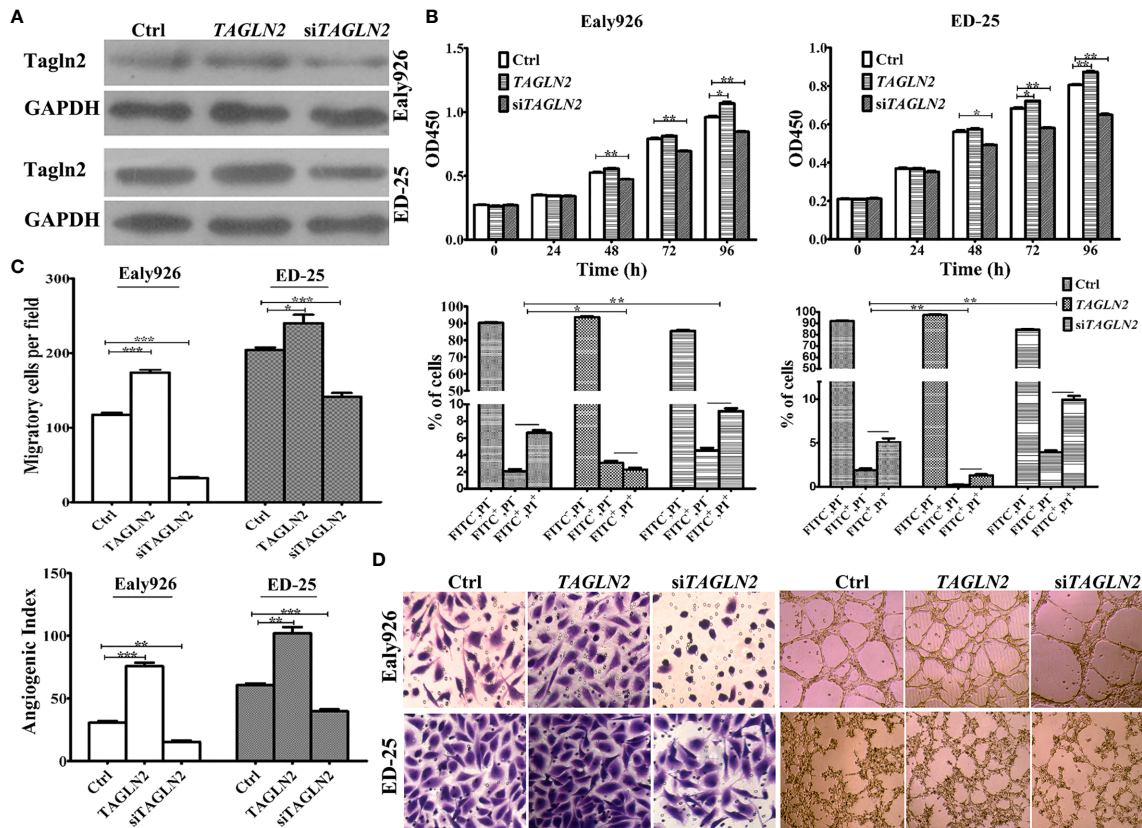 A
Ctrl TAGLN2 siTAGLN2
Tagln2
GAPDH
Ealy926
Tagln2
GAPDH
ED-25
B
Ealy926
OD450
1.5
1.0
0.5
0.0
Ctrl
TAGLN2
siTAGLN2
**
**
*
**
0 24 48 72 96
Time (h)
ED-25
OD450
1.0
0.8
0.6
0.4
0.2
0.0
Ctrl
TAGLN2
siTAGLN2
*
*
**
**
**
0 24 48 72 96
Time (h)
% of cells
100
90
80
70
60
50
10
8
6
4
2
0
**
*
FITC-,PI-
FITC+,PI-
FITC+,PI+
FITC-,PI-
FITC+,PI-
FITC+,PI+
FITC-,PI-
FITC+,PI-
FITC+,PI+
Ctrl
TAGLN2
siTAGLN2
% of cells
100
90
80
70
60
50
10
5
0
**
**
FITC-,PI-
FITC+,PI-
FITC+,PI+
FITC-,PI-
FITC+,PI-
FITC+,PI+
FITC-,PI-
FITC+,PI-
FITC+,PI+
C
Migratory cells per field
300
200
100
0
Ealy926
ED-25
***
***
***
*
Ctrl
TAGLN2
siTAGLN2
Ctrl
TAGLN2
siTAGLN2
Angiogenic Index
150
100
50
0
Ealy926
ED-25
**
***
***
**
Ctrl
TAGLN2
siTAGLN2
Ctrl
TAGLN2
siTAGLN2
D
Ctrl TAGLN2 siTAGLN2 Ctrl TAGLN2 siTAGLN2
Ealy926
ED-25